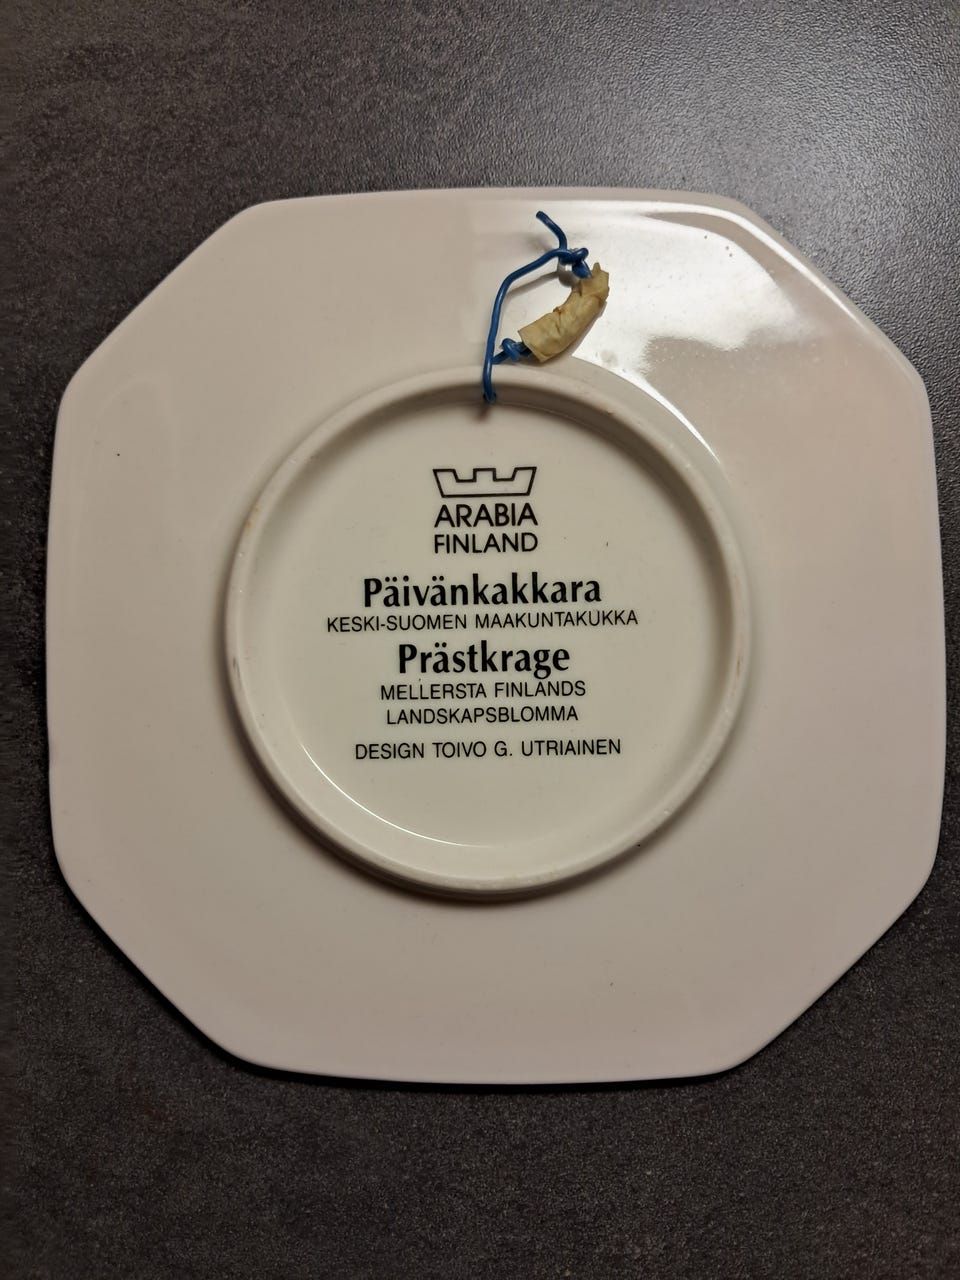 ARABIA
FINLAND
Päivänkakkara
KESKI-SUOMEN MAAKUNTAKUKKA
Prästkrage
MELLERSTA FINLANDS
LANDSKAPSBLOMMA
DESIGN TOIVO G. UTRIAINEN